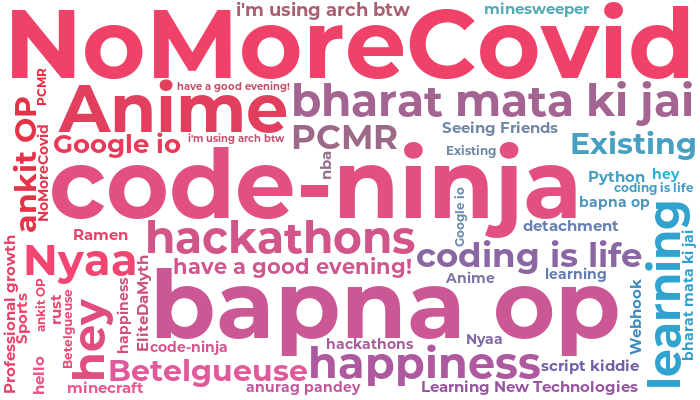 i'm using arch btw
minesweeper
NoMoreCovid
PCMR
have a good evening!
Anime
bharat mata ki jai
ankit OP
NoMoreCovid
Google io
i'm using arch btw
PCMR
Seeing Friends
Existing
nba
Existing
code-ninja
Python
hey
coding is life
bapna op
Google io
detachment
learning
bharat mata ki jai
Ramen
hackathons
Nyaa
have a good evening!
coding is life
Anime
learning
Professional growth
Sports
ankit OP
rust
Betelgeuse
hey
happiness
EliteDaMyth
bapna op
Webhook
code-ninja
hackathons
Nyaa
hello
Betelgueuse
happiness
script kiddie
minecraft
anurag pandey
Learning New Technologies